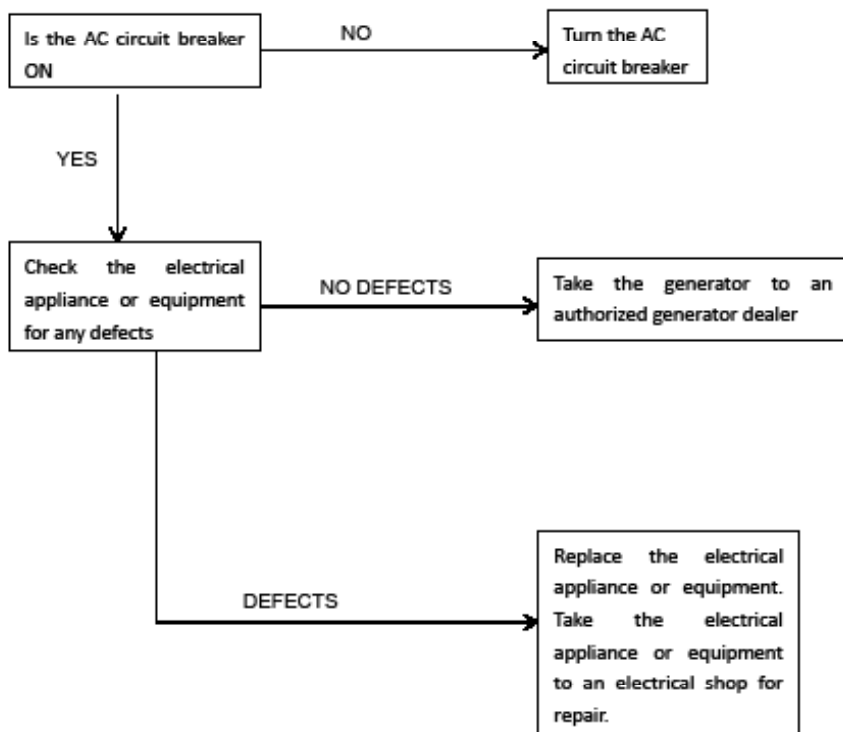 Is the AC circuit breaker
ON
NO
Turn the AC
circuit breaker
YES
Check the electrical
appliance or equipment
for any defects
NO DEFECTS
Take the generator to an
authorized generator dealer
DEFECTS
Replace the electrical
appliance or equipment.
Take the electrical
appliance or equipment
to an electrical shop for
repair.